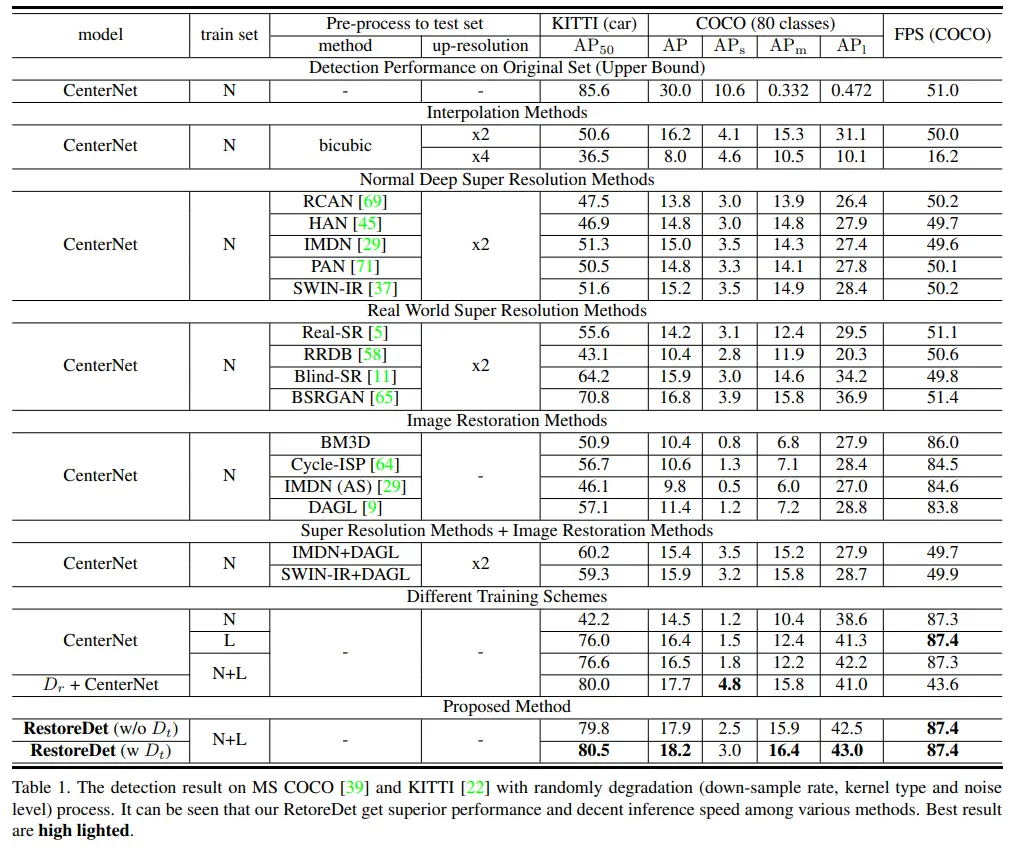 model train set Pre-process to test set KITTI (car) COCO (80 classes) FPS (COCO)
method up-resolution AP50 AP APs APm APl
Detection Performance on Original Set (Upper Bound)
CenterNet N - - 85.6 30.0 10.6 0.332 0.472 51.0
Interpolation Methods
CenterNet N bicubic x2 50.6 16.2 4.1 15.3 31.1 50.0
x4 36.5 8.0 4.6 10.5 10.1 16.2
Normal Deep Super Resolution Methods
CenterNet N RCAN [69] x2 47.5 13.8 3.0 13.9 26.4 50.2
HAN [45] 46.9 14.8 3.0 14.8 27.9 49.7
IMDN [29] 51.3 15.0 3.5 14.3 27.4 49.6
PAN [71] 50.5 14.8 3.3 14.1 27.8 50.1
SWIN-IR [37] 51.6 15.2 3.5 14.9 28.4 50.2
Real World Super Resolution Methods
CenterNet N Real-SR [5] x2 55.6 14.2 3.1 12.4 29.5 51.1
RRDB [58] 43.1 10.4 2.8 11.9 20.3 50.6
Blind-SR [11] 64.2 15.9 3.0 14.6 34.2 49.8
BSRGAN [65] 70.8 16.8 3.9 15.8 36.9 51.4
Image Restoration Methods
CenterNet N BM3D - 50.9 10.4 0.8 6.8 27.9 86.0
Cycle-ISP [64] 56.7 10.6 1.3 7.1 28.4 84.5
IMDN (AS) [29] 46.1 9.8 0.5 6.0 27.0 84.6
DAGL [9] 57.1 11.4 1.2 7.2 28.8 83.8
Super Resolution Methods + Image Restoration Methods
CenterNet N IMDN+DAGL x2 60.2 15.4 3.5 15.2 27.9 49.7
SWIN-IR+DAGL 59.3 15.9 3.2 15.8 28.7 49.9
Different Training Schemes
CenterNet N - - 42.2 14.5 1.2 10.4 38.6 87.3
L 76.0 16.4 1.5 12.4 41.3 87.4
N+L 76.6 16.5 1.8 12.2 42.2 87.3
Dr + CenterNet 80.0 17.7 4.8 15.8 41.0 43.6
Proposed Method
RestoreDet (w/o Dt) N+L - - 79.8 17.9 2.5 15.9 42.5 87.4
RestoreDet (w Dt) 80.5 18.2 3.0 16.4 43.0 87.4
Table 1. The detection result on MS COCO [39] and KITTI [22] with randomly degradation (down-sample rate, kernel type and noise
level) process. It can be seen that our RetoreDet get superior performance and decent inference speed among various methods. Best result
are high lighted.